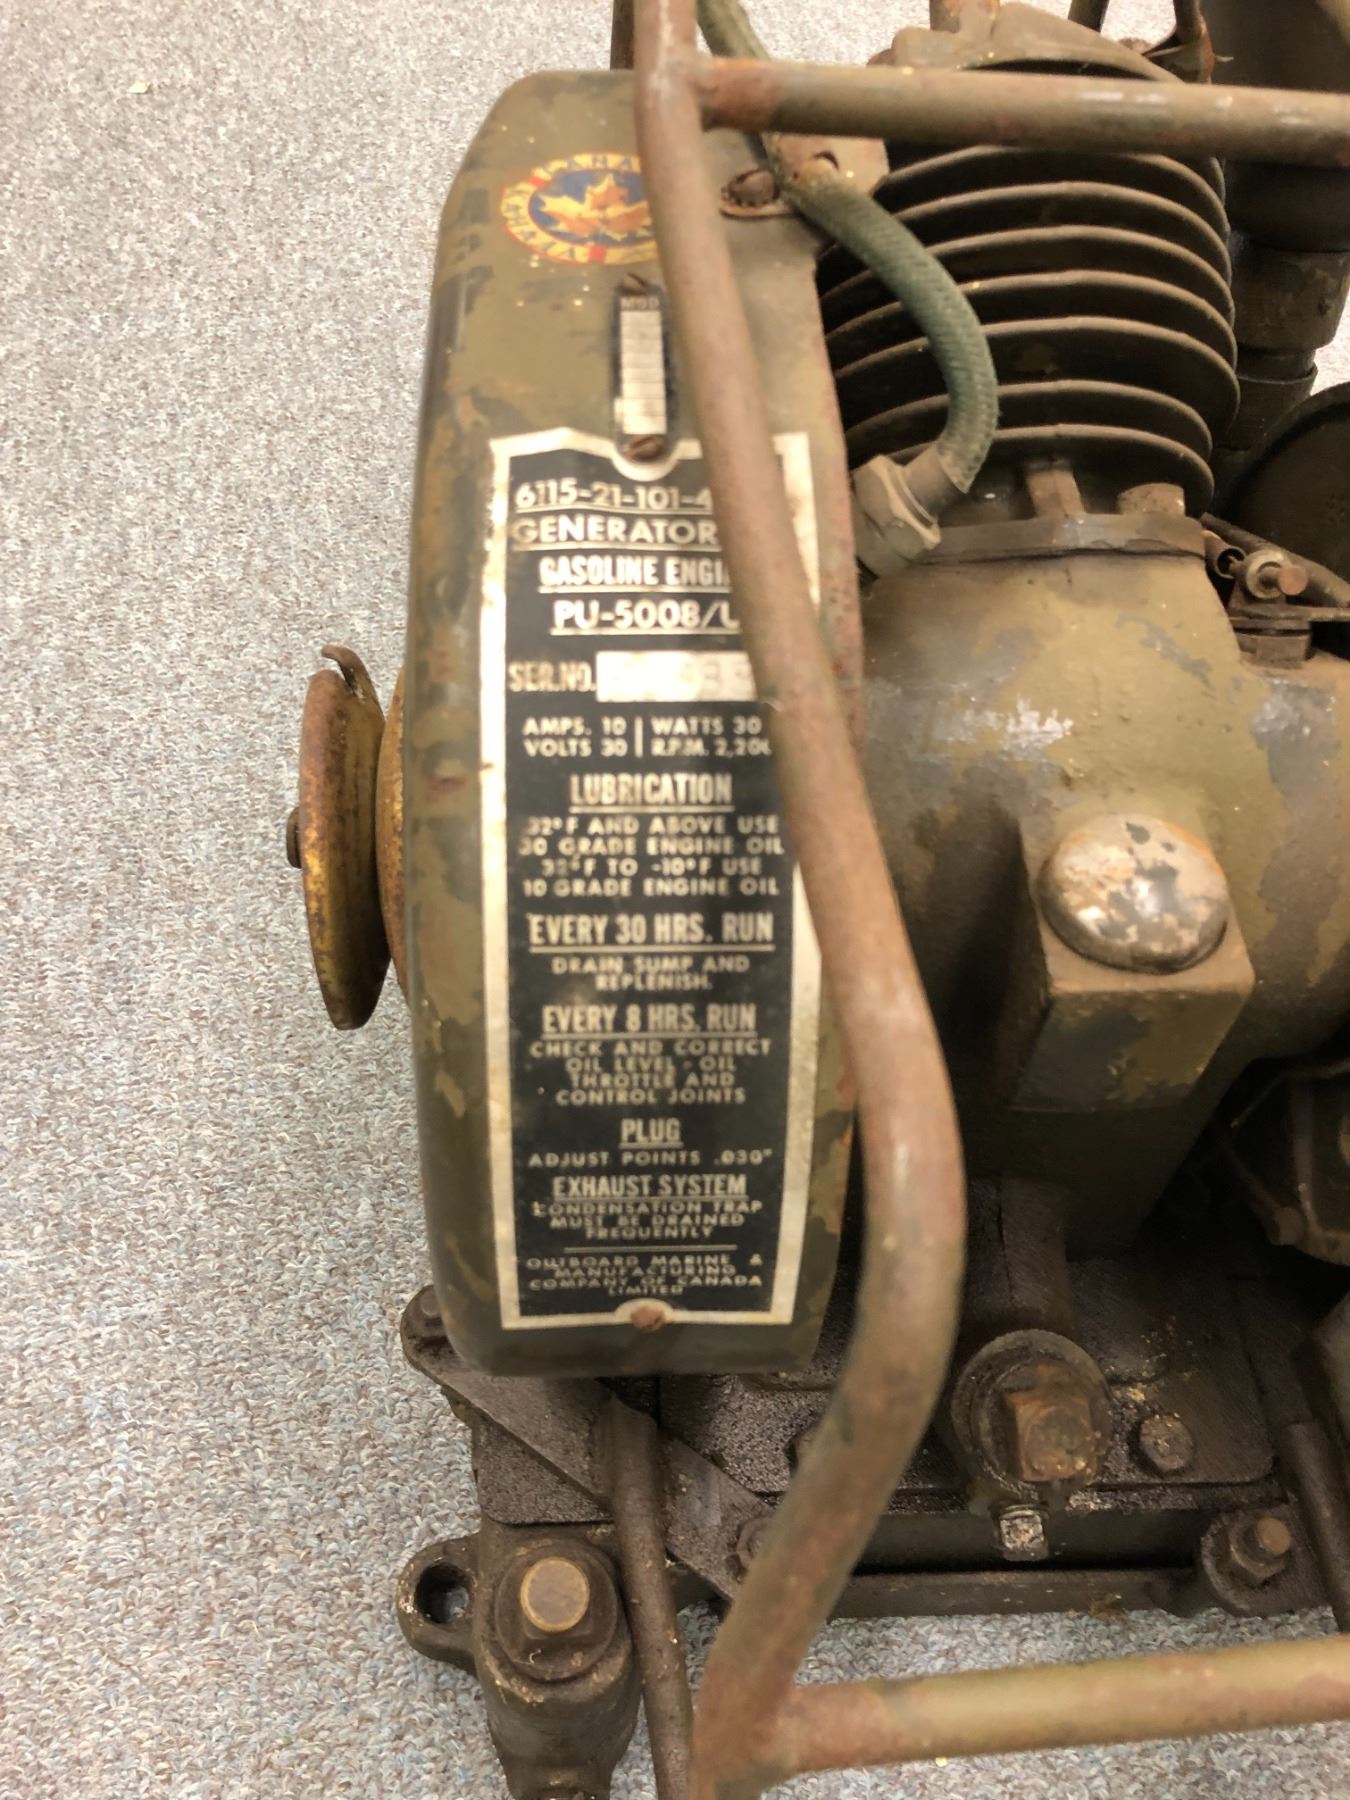 KANA
MOD
6115-21-101-4
GENERATOR
GASOLINE ENGI
PU-5008/U
SER.NO.
AMPS. 10 | WATTS 30
VOLTS 30 | R.P.M. 2,200
LUBRICATION
32°F AND ABOVE USE
30 GRADE ENGINE OIL
32°F TO -10°F USE
10 GRADE ENGINE OIL
EVERY 30 HRS. RUN
DRAIN SUMP AND
REPLENISH.
EVERY 8 HRS. RUN
CHECK AND CORRECT
OIL LEVEL - OIL
THROTTLE AND
CONTROL JOINTS
PLUG
ADJUST POINTS .030"
EXHAUST SYSTEM
CONDENSATION TRAP
MUST BE DRAINED
FREQUENTLY
OUTBOARD MARINE &
MANUFACTURING
COMPANY OF CANADA
LIMITED